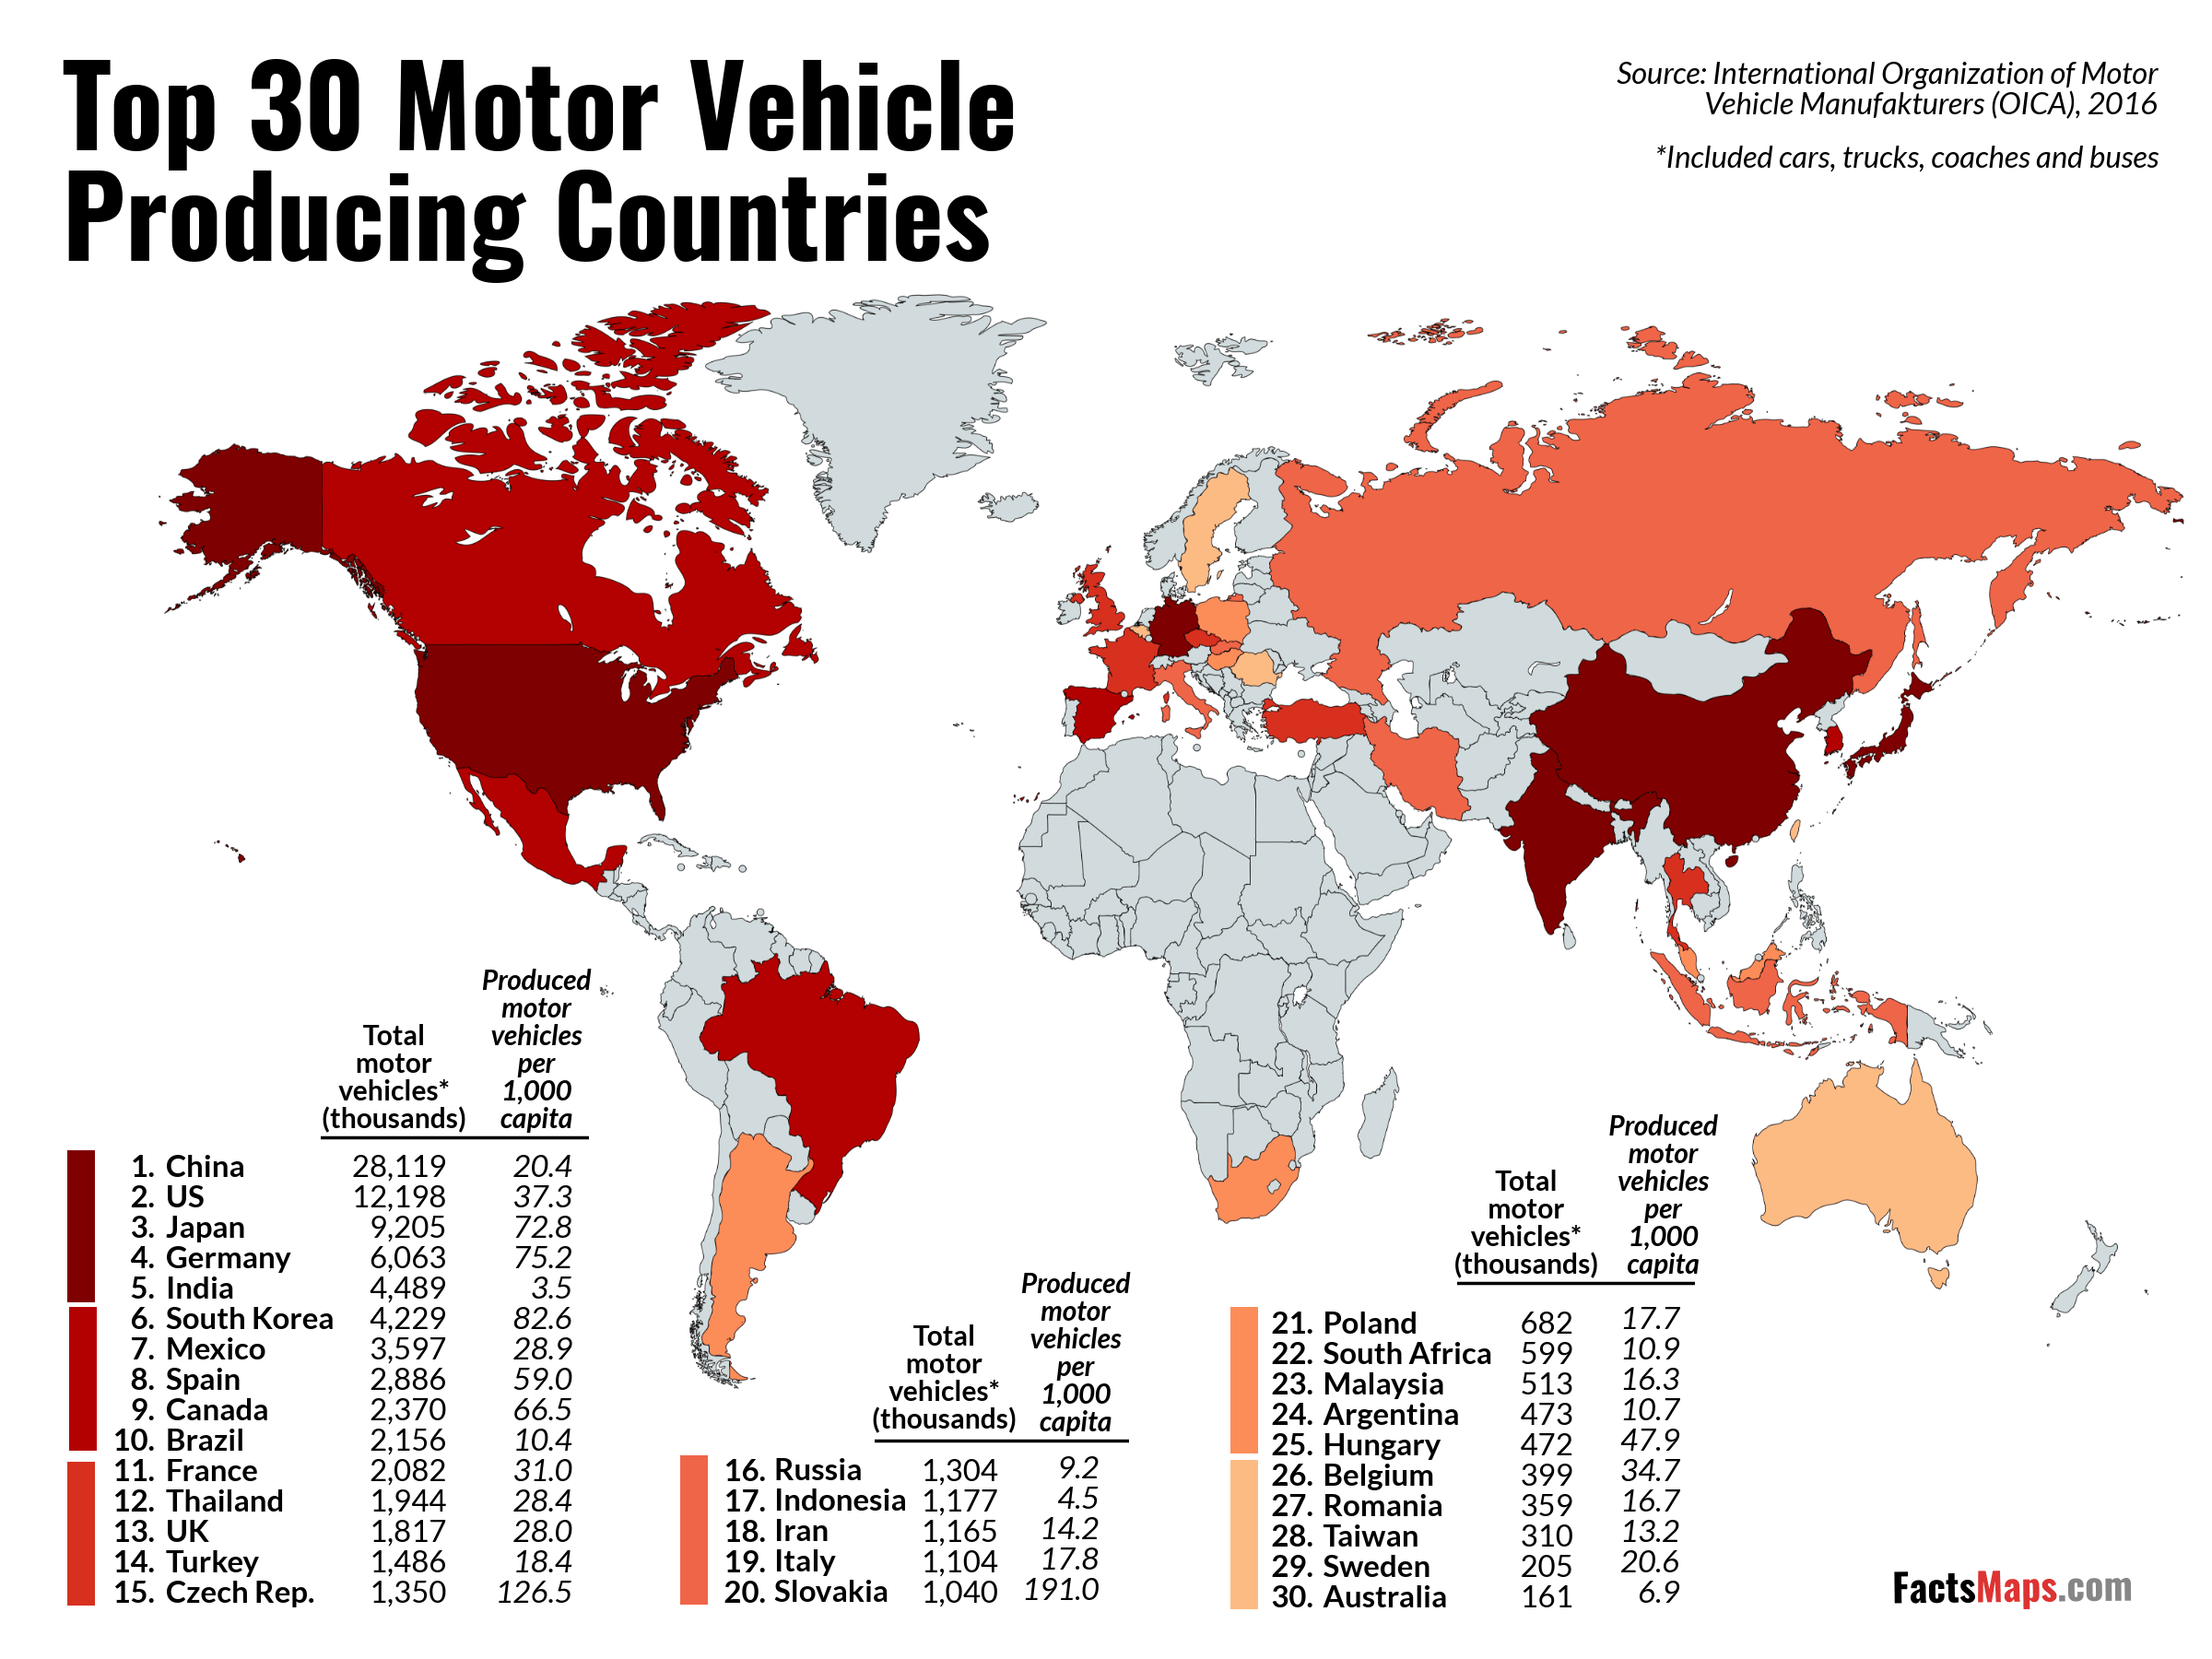 Top 30 Motor Vehicle
Producing Countries
Source: International Organization of Motor
Vehicle Manufakturers (OICA), 2016
*Included cars, trucks, coaches and buses
Total
motor
vehicles*
(thousands)
Produced
motor
vehicles
per
1,000
capita
1. China 28,119 20.4
2. US 12,198 37.3
3. Japan 9,205 72.8
4. Germany 6,063 75.2
5. India 4,489 3.5
6. South Korea 4,229 82.6
7. Mexico 3,597 28.9
8. Spain 2,886 59.0
9. Canada 2,370 66.5
10. Brazil 2,156 10.4
11. France 2,082 31.0
12. Thailand 1,944 28.4
13. UK 1,817 28.0
14. Turkey 1,486 18.4
15. Czech Rep. 1,350 126.5
Total
motor
vehicles*
(thousands)
Produced
motor
vehicles
per
1,000
capita
16. Russia 1,304 9.2
17. Indonesia 1,177 4.5
18. Iran 1,165 14.2
19. Italy 1,104 17.8
20. Slovakia 1,040 191.0
Total
motor
vehicles*
(thousands)
Produced
motor
vehicles
per
1,000
capita
21. Poland 682 17.7
22. South Africa 599 10.9
23. Malaysia 513 16.3
24. Argentina 473 10.7
25. Hungary 472 47.9
26. Belgium 399 34.7
27. Romania 359 16.7
28. Taiwan 310 13.2
29. Sweden 205 20.6
30. Australia 161 6.9
FactsMaps.com